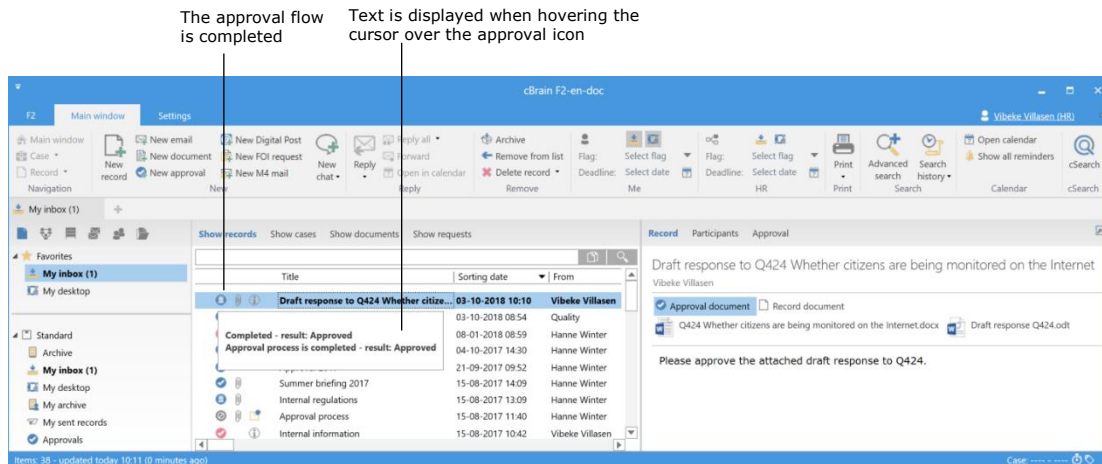 The approval flow
is completed
Text is displayed when hovering the
cursor over the approval icon
cBrain F2-en-doc
F2 Main window Settings
Vibeke Villasen (HR)
Main window
Case
Record
Navigation
New
record
New email
New document
New approval
New Digital Post
New FOI request
New M4 mail
New
chat
New
Reply
Reply all
Forward
Open in calendar
Reply
Archive
Remove from list
Delete record
Remove
Flag: Select flag
Deadline: Select date
Me
Flag: Select flag
Deadline: Select date
HR
Print
Print
Advanced
search
Search
history
Search
Open calendar
Show all reminders
Calendar
cSearch
cSearch
My inbox (1) +
Show records Show cases Show documents Show requests
Favorites
My inbox (1)
My desktop
Standard
Archive
My inbox (1)
My desktop
My archive
My sent records
Approvals
Title Sorting date From
Draft response to Q424 Whether citize... 03-10-2018 10:10 Vibeke Villasen
03-10-2018 08:54 Quality
08-01-2018 08:59 Hanne Winter
04-10-2017 14:30 Hanne Winter
21-09-2017 09:52 Hanne Winter
Completed - result: Approved
Approval process is completed - result: Approved
Summer briefing 2017 15-08-2017 14:09 Hanne Winter
Internal regulations 15-08-2017 13:09 Hanne Winter
Approval process 15-08-2017 11:40 Hanne Winter
Internal information 15-08-2017 10:42 Vibeke Villasen
Record Participants Approval
Draft response to Q424 Whether citizens are being monitored on the Internet
Vibeke Villasen
Approval document Record document
Q424 Whether citizens are being monitored on the Internet.docx Draft response Q424.odt
Please approve the attached draft response to Q424.
Items: 38 - updated today 10:11 (0 minutes ago)
Case: ---- - ----